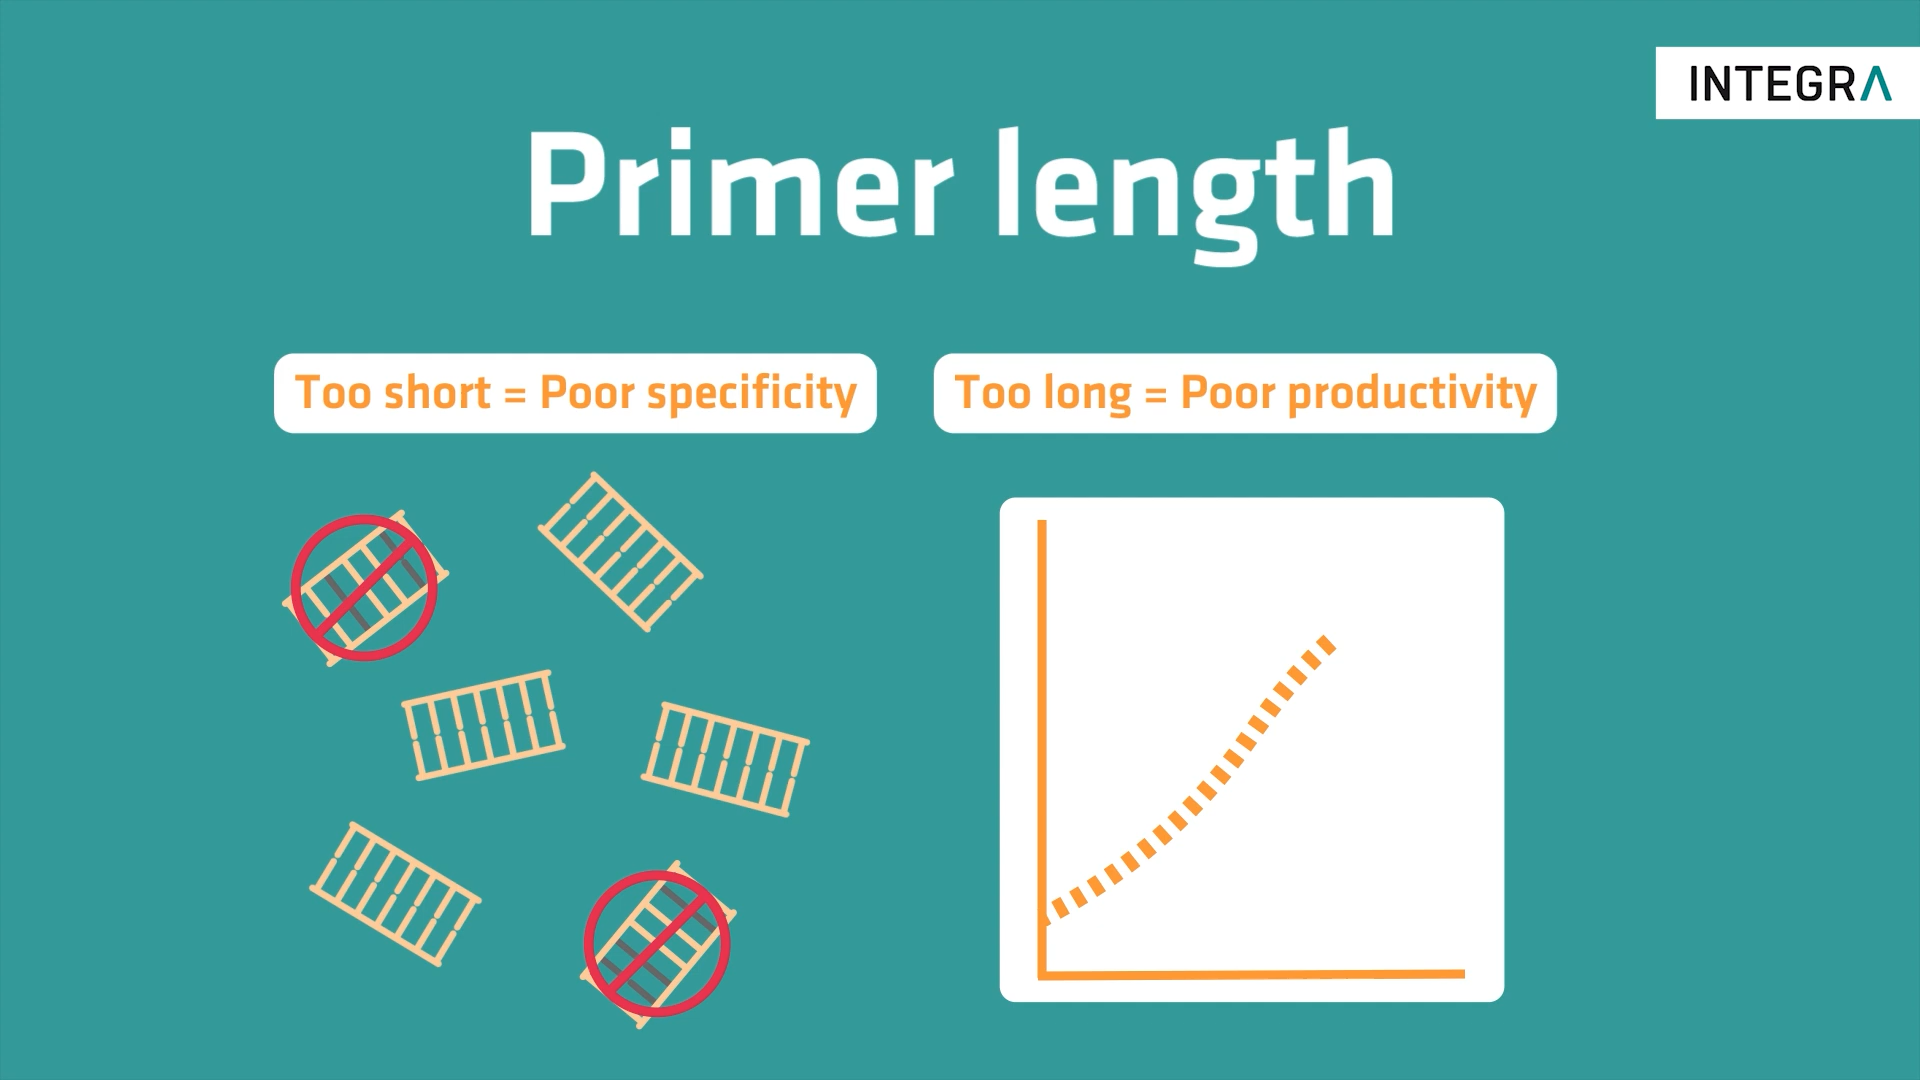 INTEGRA
Primer length
Too short = Poor specificity
Too long = Poor productivity